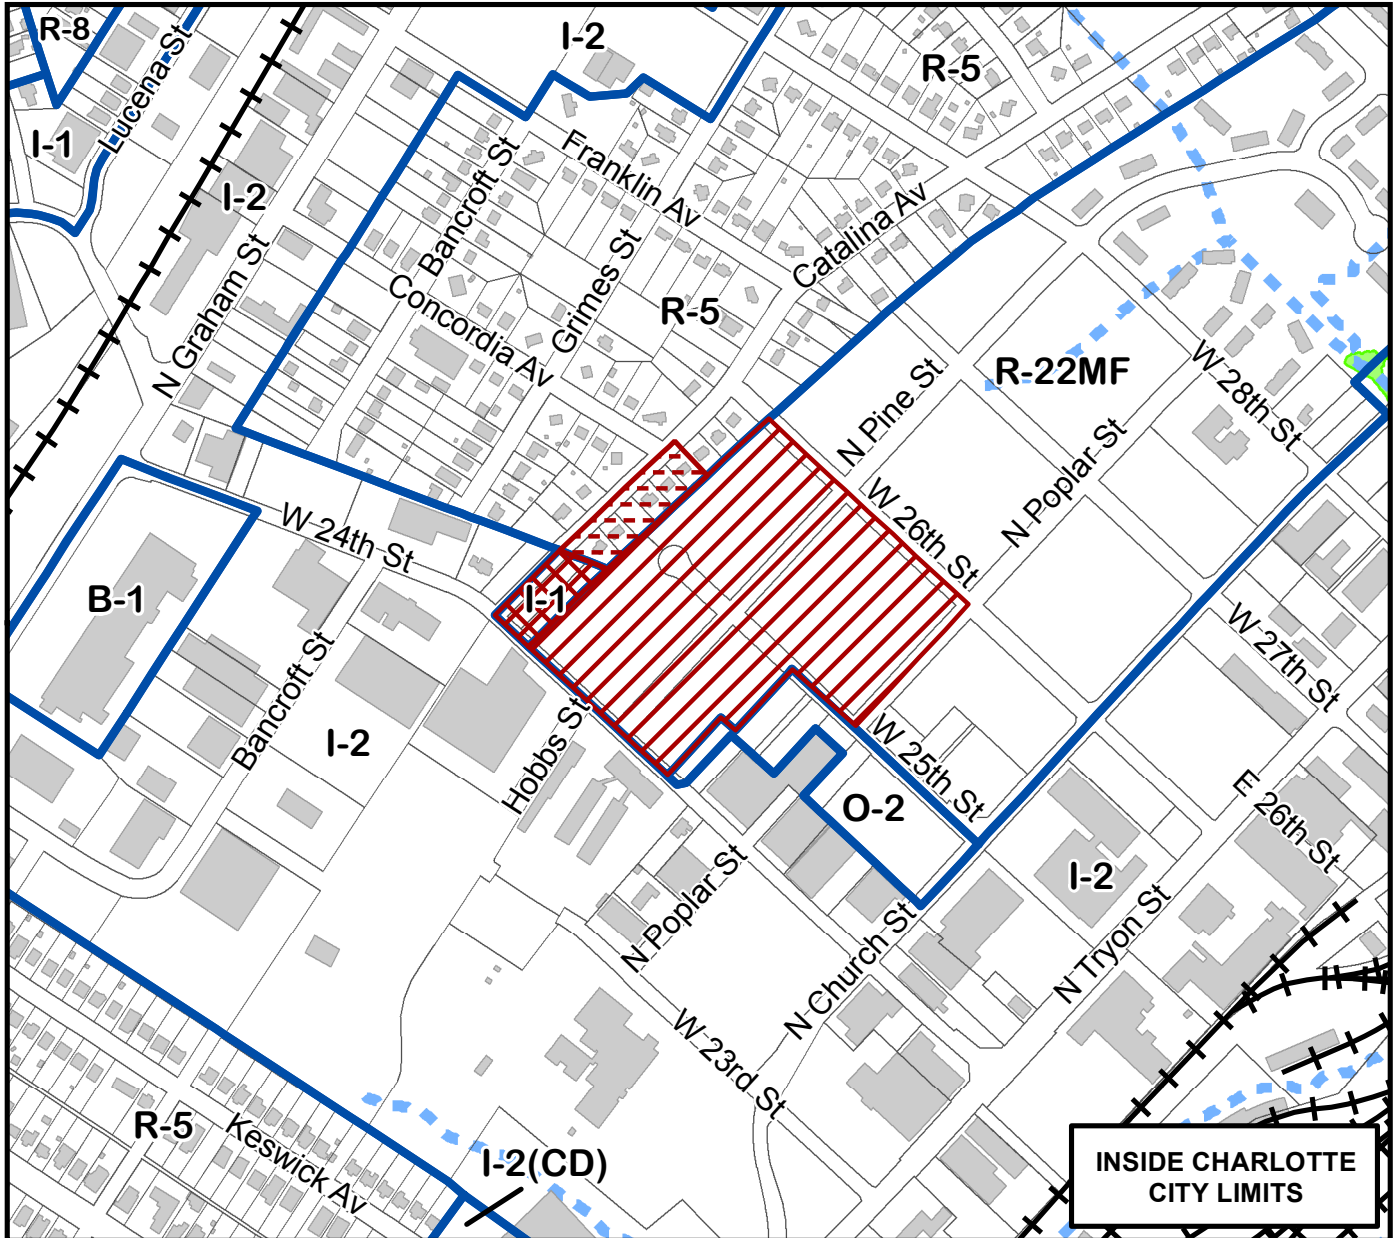 R-8
I-2
R-5
Lucena St
I-1
I-2
Bancroft St
Franklin Av
Catalina Av
N Graham St
Concordia Av
Grimes St
R-5
R-22MF
W 28th St
N Pine St
N Poplar St
W 26th St
W 24th St
B-1
I-1
W 27th St
Bancroft St
I-2
Hobbs St
W 25th St
O-2
E 26th St
I-2
N Poplar St
N Church St
N Tryon St
W 23rd St
R-5
Keswick Av
I-2(CD)
INSIDE CHARLOTTE
CITY LIMITS